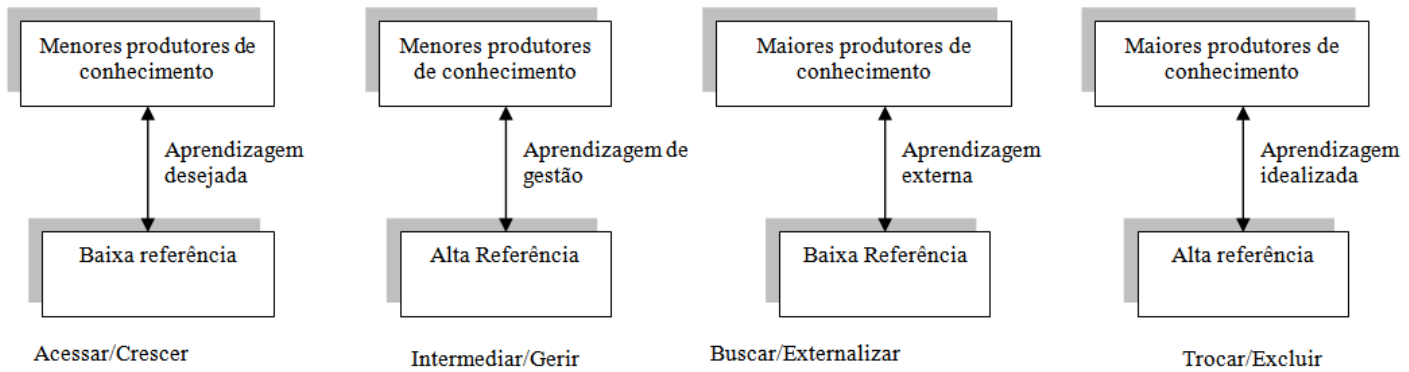 Menores produtores de
conhecimento
Menores produtores
de conhecimento
Maiores produtores de
conhecimento
Maiores produtores de
conhecimento
Aprendizagem
desejada
Aprendizagem de
gestão
Aprendizagem
externa
Aprendizagem
idealizada
Baixa referência
Alta Referência
Baixa Referência
Alta referência
Acessar/Crescer
Intermediar/Gerir
Buscar/Externalizar
Trocar/Excluir